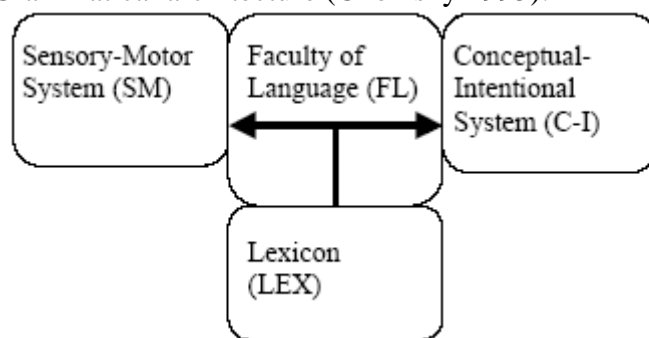 Sensory-Motor
System (SM)
Faculty of
Language (FL)
Conceptual-
Intentional
System (C-I)
Lexicon
(LEX)